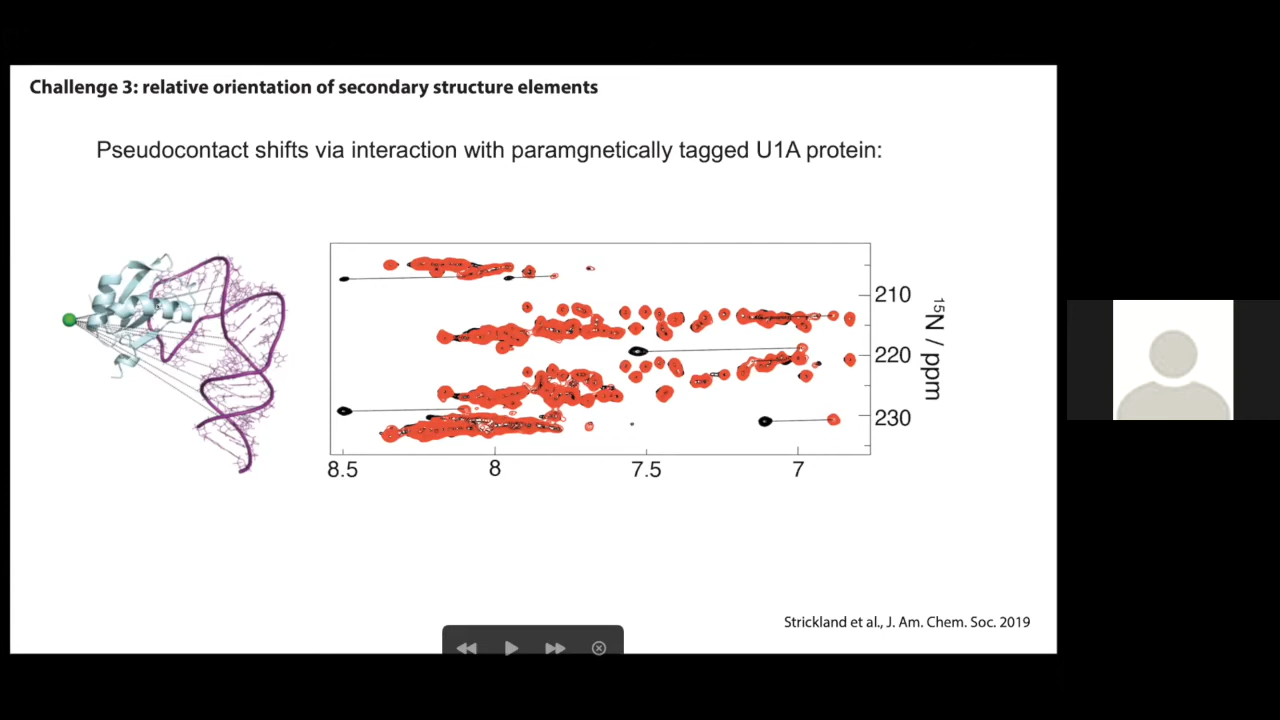 Challenge 3: relative orientation of secondary structure elements
Pseudocontact shifts via interaction with paramgnetically tagged U1A protein:
210
220
230
15N / ppm
8.5 8 7.5 7
Strickland et al., J. Am. Chem. Soc. 2019